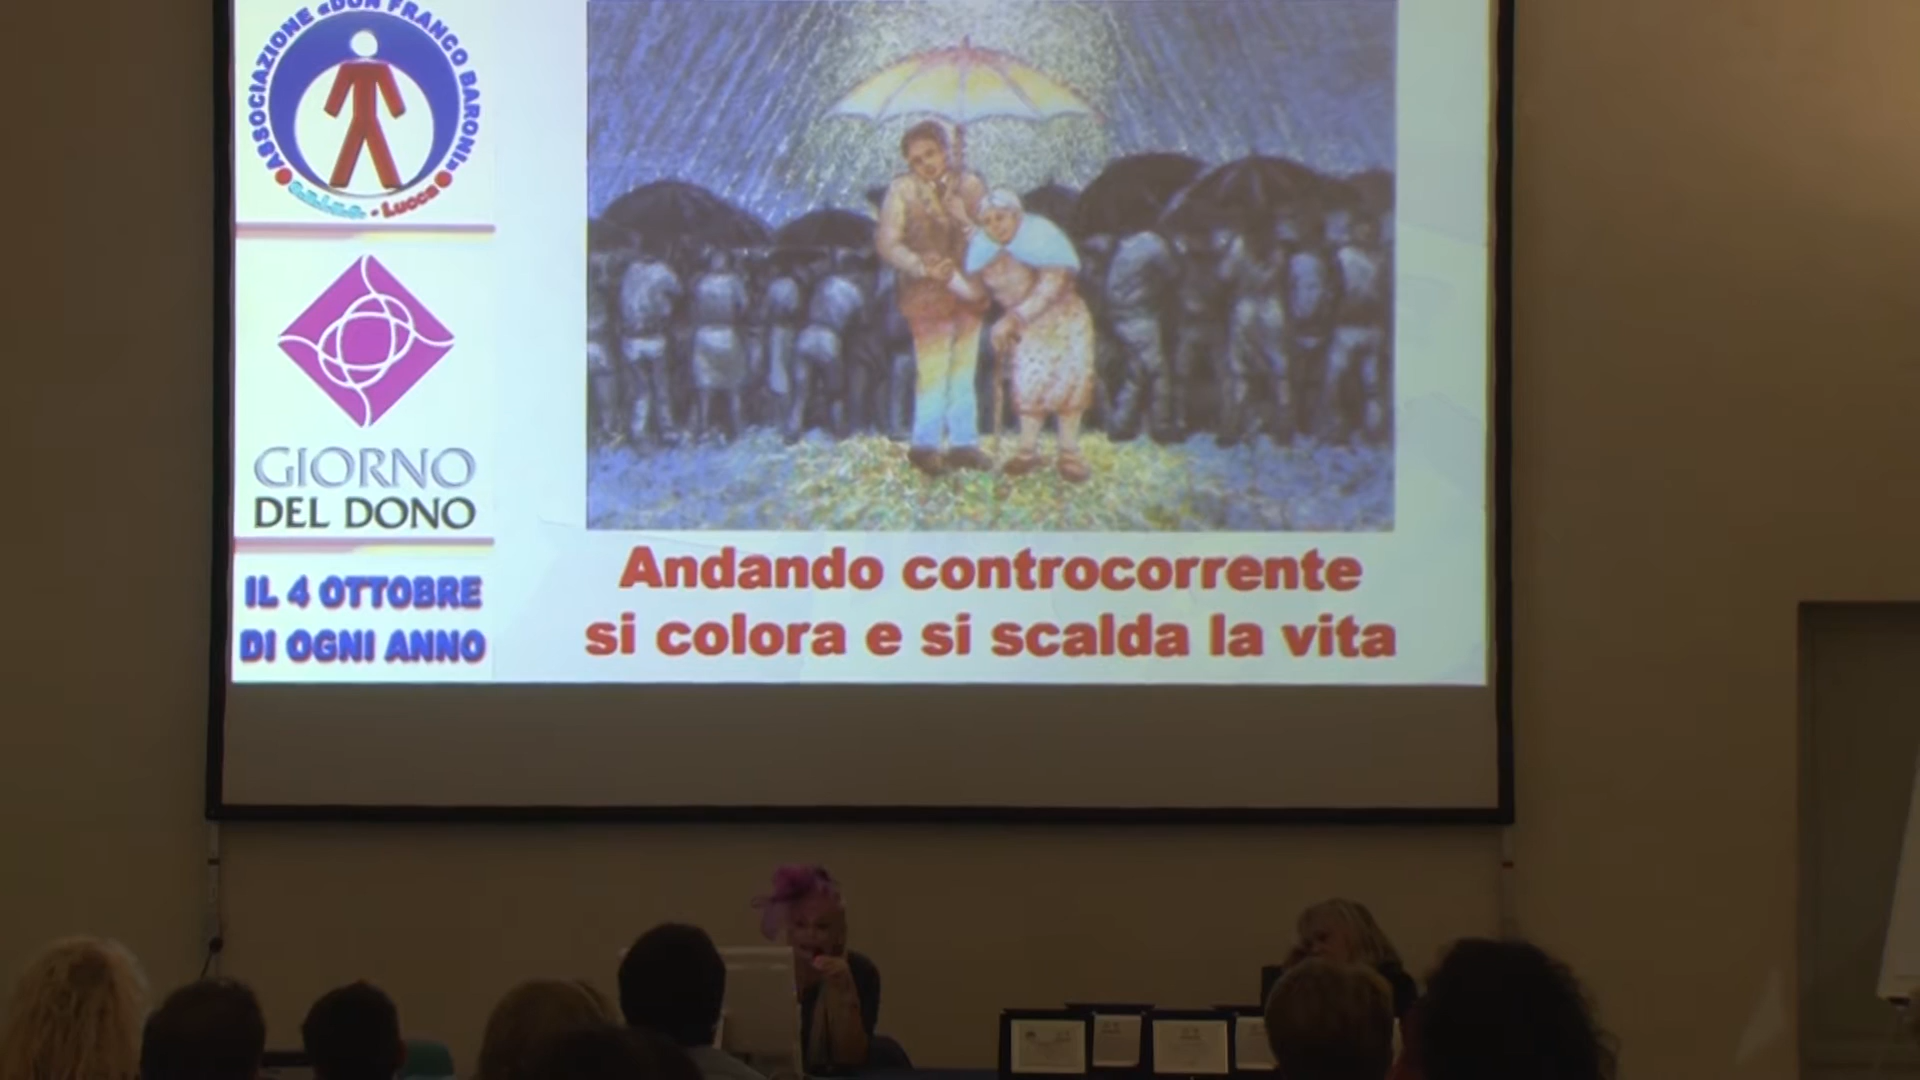 ASSOCIAZIONE «DON FRANCO BARONI»
- Lucca
GIORNO
DEL DONO
IL 4 OTTOBRE
DI OGNI ANNO
Andando controcorrente
si colora e si scalda la vita